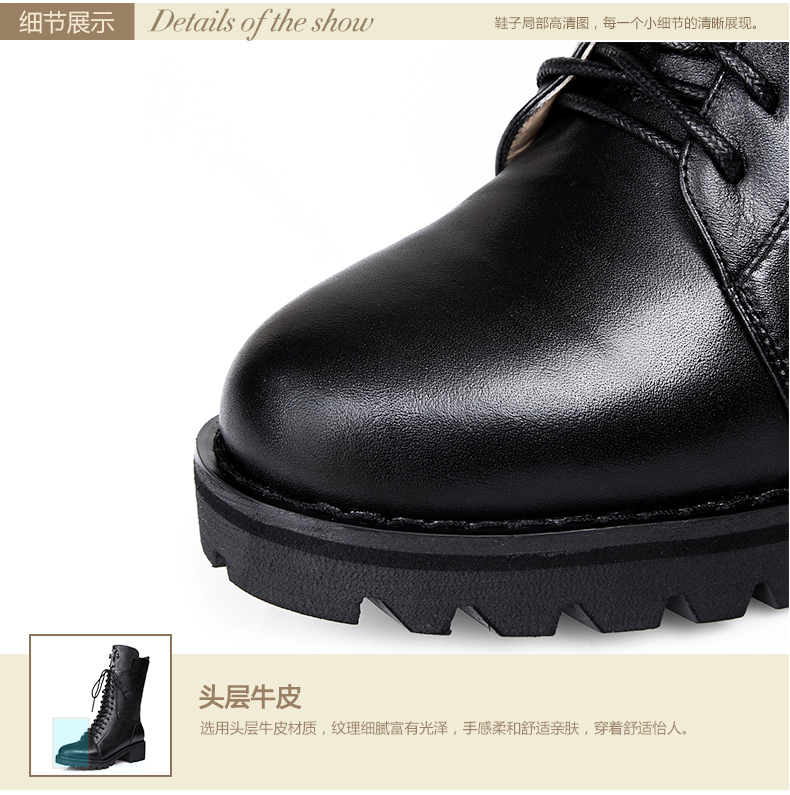 细节展示
Details of the show
鞋子局部高清图，每一个小细节的清晰展现。
头层牛皮
选用头层牛皮材质，纹理细腻富有光泽，手感柔和舒适亲肤，穿着舒适怡人。